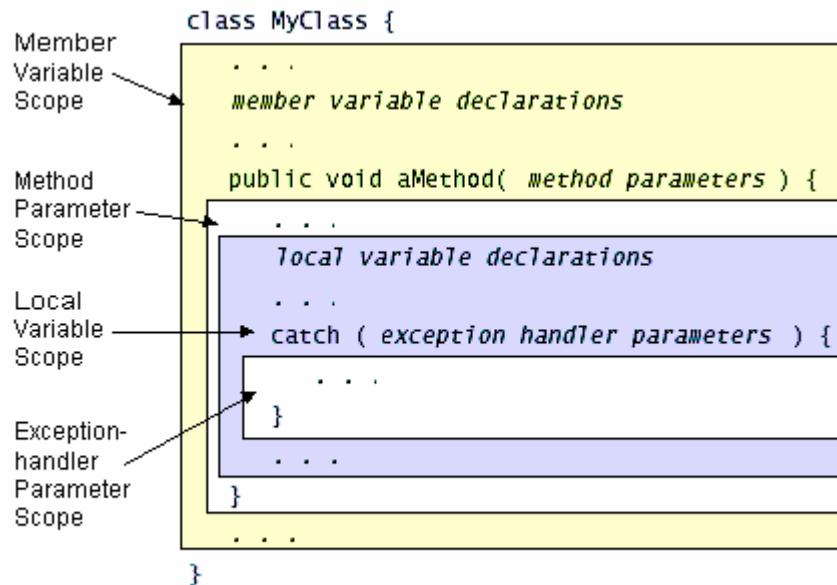 class MyClass {
Member
Variable
Scope
. . .
member variable declarations
. . .
public void aMethod( method parameters ) {
Method
Parameter
Scope
. . .
local variable declarations
. . .
Local
Variable
Scope
catch ( exception handler parameters ) {
. . .
}
Exception-
handler
Parameter
Scope
. . .
}
. . .
}